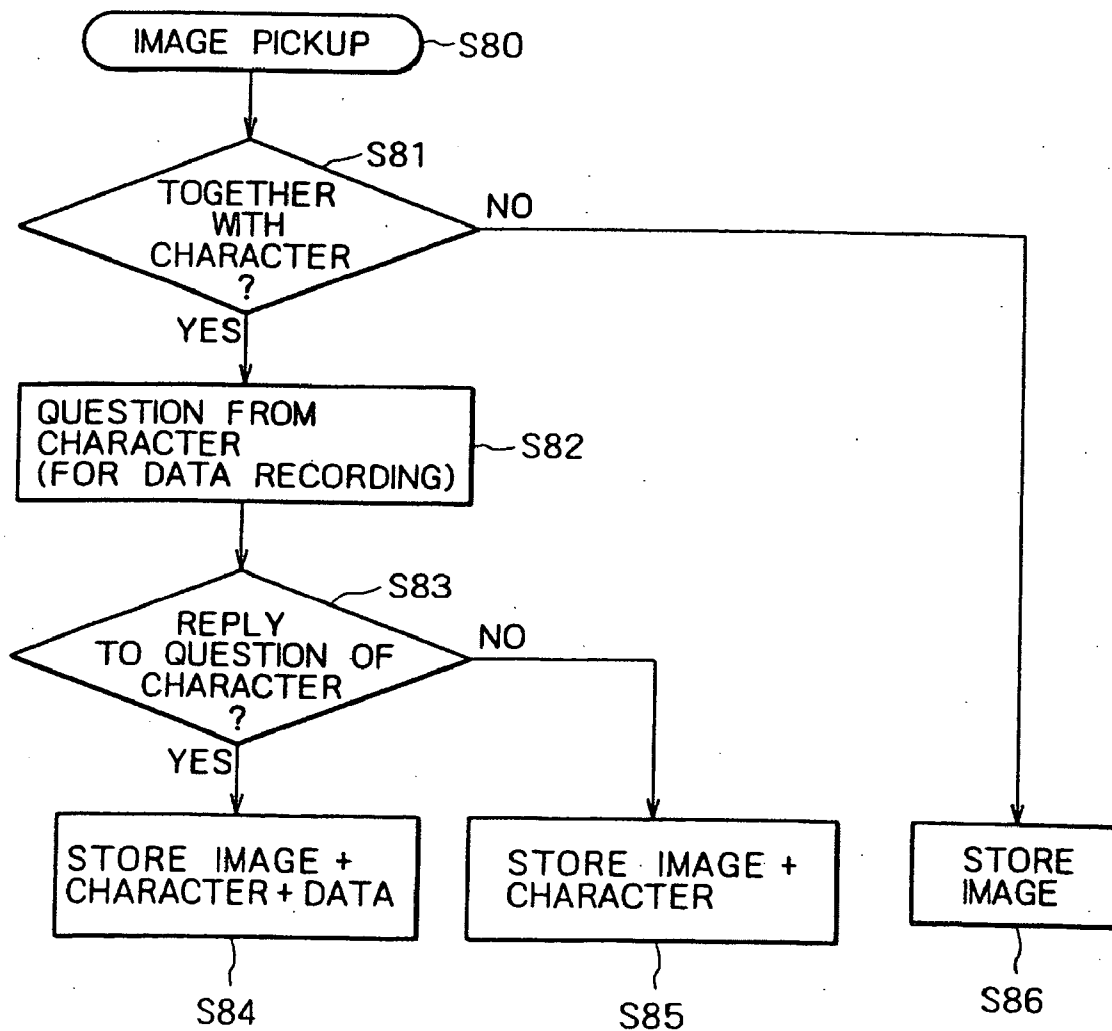 IMAGE PICKUP
S80
S81
TOGETHER
WITH
CHARACTER
?
NO
YES
QUESTION FROM
CHARACTER
(FOR DATA RECORDING)
S82
S83
REPLY
TO QUESTION OF
CHARACTER
?
NO
YES
STORE IMAGE +
CHARACTER + DATA
STORE IMAGE +
CHARACTER
STORE
IMAGE
S84
S85
S86